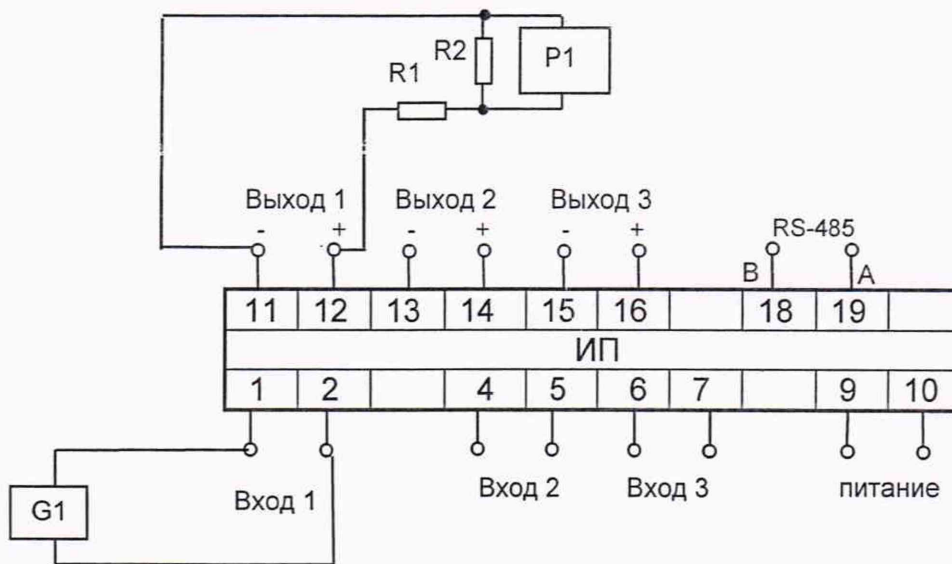 R2
P1
R1
Выход 1
Выход 2
Выход 3
RS-485
- + - + - +
B A
11 12 13 14 15 16 18 19
ИП
1 2 4 5 6 7 9 10
Вход 1
Вход 2
Вход 3
питание
G1